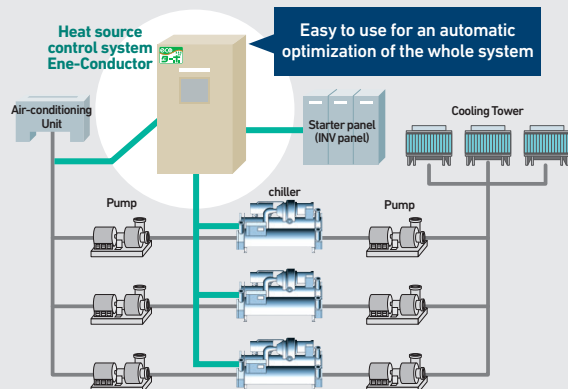 Heat source
control system
Ene-Conductor
eco
Easy to use for an automatic
optimization of the whole system
Air-conditioning
Unit
Starter panel
(INV panel)
Cooling Tower
Pump
chiller
Pump